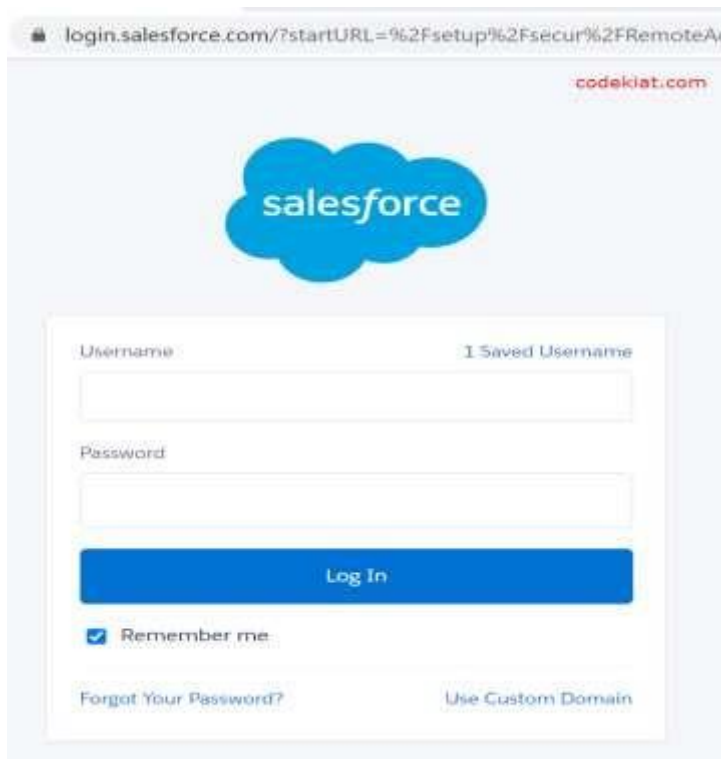 login.salesforce.com/?startURL=%2Fsetup%2Fsecur%2FRemoteA
codekiat.com
salesforce
Username 1 Saved Username
Password
Log In
Remember me
Forgot Your Password? Use Custom Domain